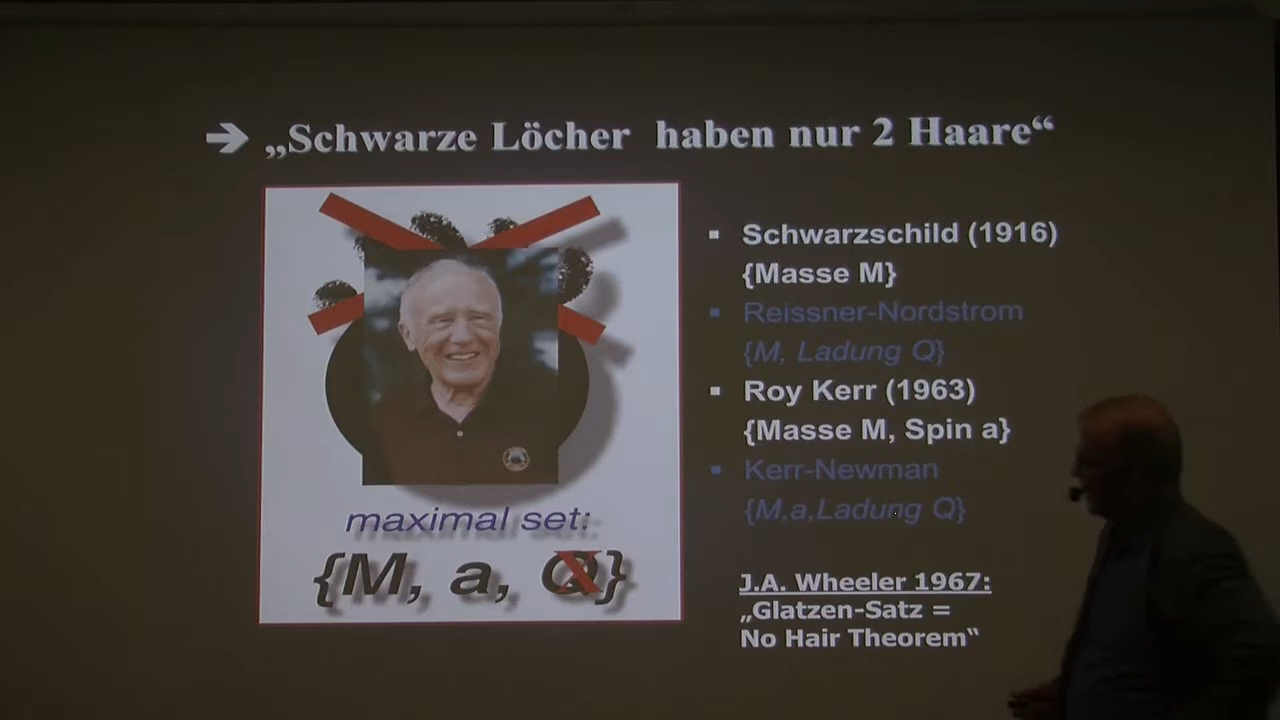 ➔ „Schwarze Löcher haben nur 2 Haare“
▪ Schwarzschild (1916)
{Masse M}
▪ Reissner-Nordstrom
{M, Ladung Q}
▪ Roy Kerr (1963)
{Masse M, Spin a}
▪ Kerr-Newman
{M,a,Ladung Q}
maximal set:
{M, a, Q}
J.A. Wheeler 1967:
„Glatzen-Satz =
No Hair Theorem“